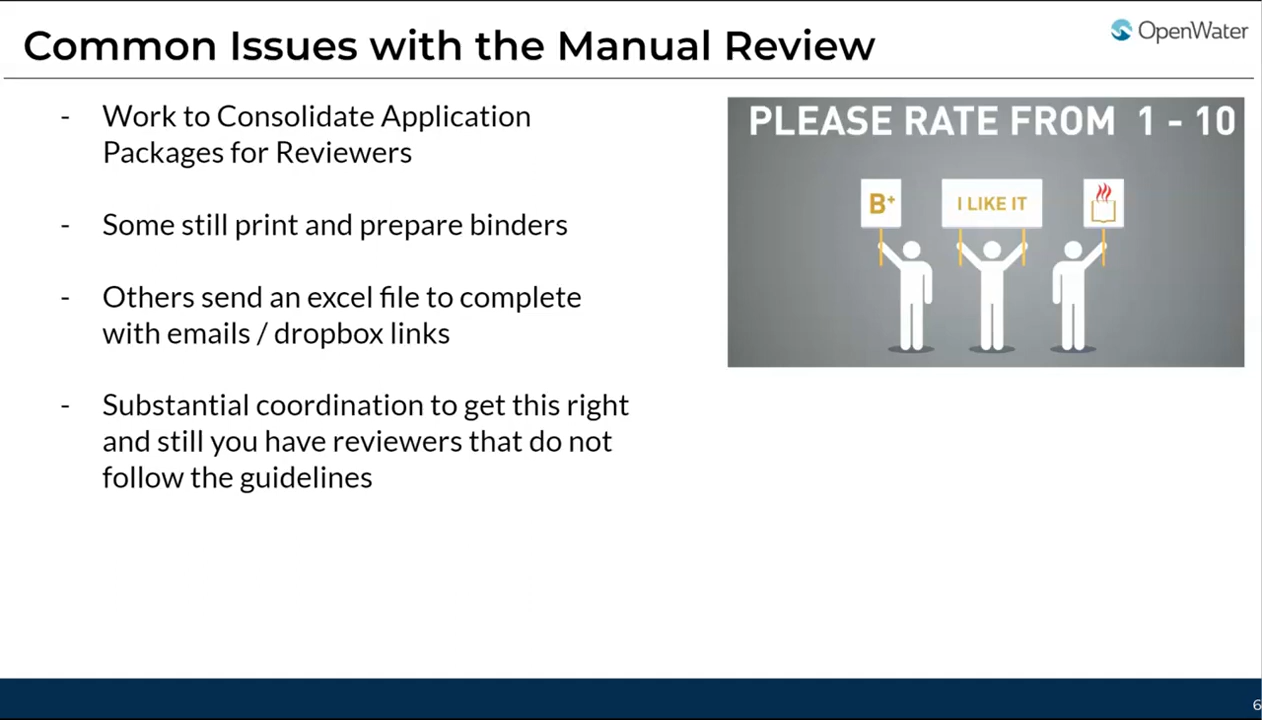 Common Issues with the Manual Review
OpenWater
- Work to Consolidate Application
Packages for Reviewers
- Some still print and prepare binders
- Others send an excel file to complete
with emails / dropbox links
- Substantial coordination to get this right
and still you have reviewers that do not
follow the guidelines
PLEASE RATE FROM 1 - 10
B+
I LIKE IT
6